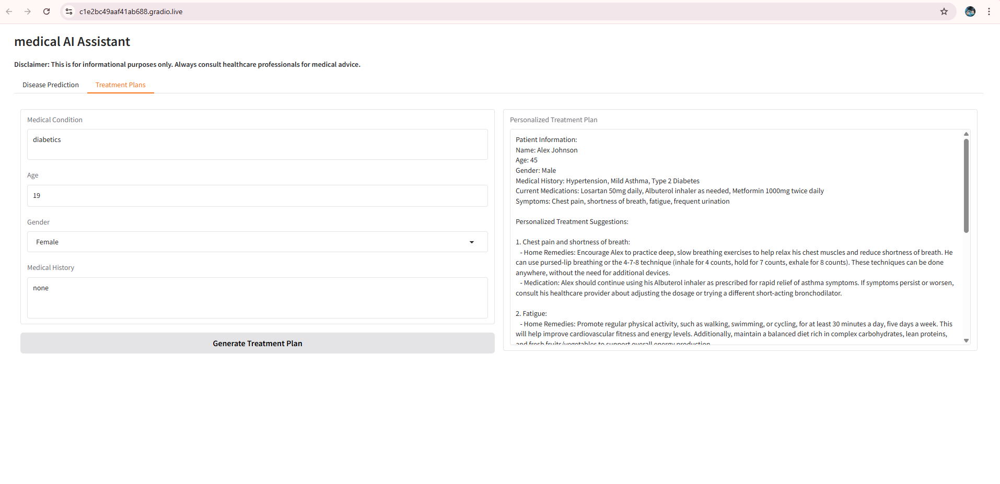 c1e2bc49aaf41ab688.gradio.live
medical AI Assistant
Disclaimer: This is for informational purposes only. Always consult healthcare professionals for medical advice.
Disease Prediction
Treatment Plans
Medical Condition
diabetics
Age
19
Gender
Female
Medical History
none
Generate Treatment Plan
Personalized Treatment Plan
Patient Information:
Name: Alex Johnson
Age: 45
Gender: Male
Medical History: Hypertension, Mild Asthma, Type 2 Diabetes
Current Medications: Losartan 50mg daily, Albuterol inhaler as needed, Metformin 1000mg twice daily
Symptoms: Chest pain, shortness of breath, fatigue, frequent urination
Personalized Treatment Suggestions:
1. Chest pain and shortness of breath:
- Home Remedies: Encourage Alex to practice deep, slow breathing exercises to help relax his chest muscles and reduce shortness of breath. He
can use pursed-lip breathing or the 4-7-8 technique (inhale for 4 counts, hold for 7 counts, exhale for 8 counts). These techniques can be done
anywhere, without the need for additional devices.
- Medication: Alex should continue using his Albuterol inhaler as prescribed for rapid relief of asthma symptoms. If symptoms persist or worsen,
consult his healthcare provider about adjusting the dosage or trying a different short-acting bronchodilator.
2. Fatigue:
- Home Remedies: Promote regular physical activity, such as walking, swimming, or cycling, for at least 30 minutes a day, five days a week. This
will help improve cardiovascular fitness and energy levels. Additionally, maintain a balanced diet rich in complex carbohydrates, lean proteins,
and fresh fruits/vegetables to support overall energy production.